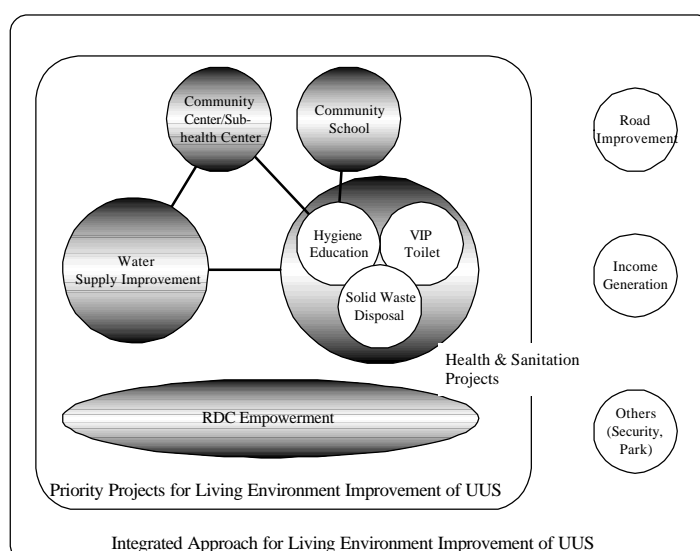 Community
Center/Sub-
health Center
Community
School
Road
Improvement
Hygiene
Education
VIP
Toilet
Water
Supply Improvement
Solid Waste
Disposal
Income
Generation
Health & Sanitation
Projects
RDC Empowerment
Others
(Security,
Park)
Priority Projects for Living Environment Improvement of UUS
Integrated Approach for Living Environment Improvement of UUS